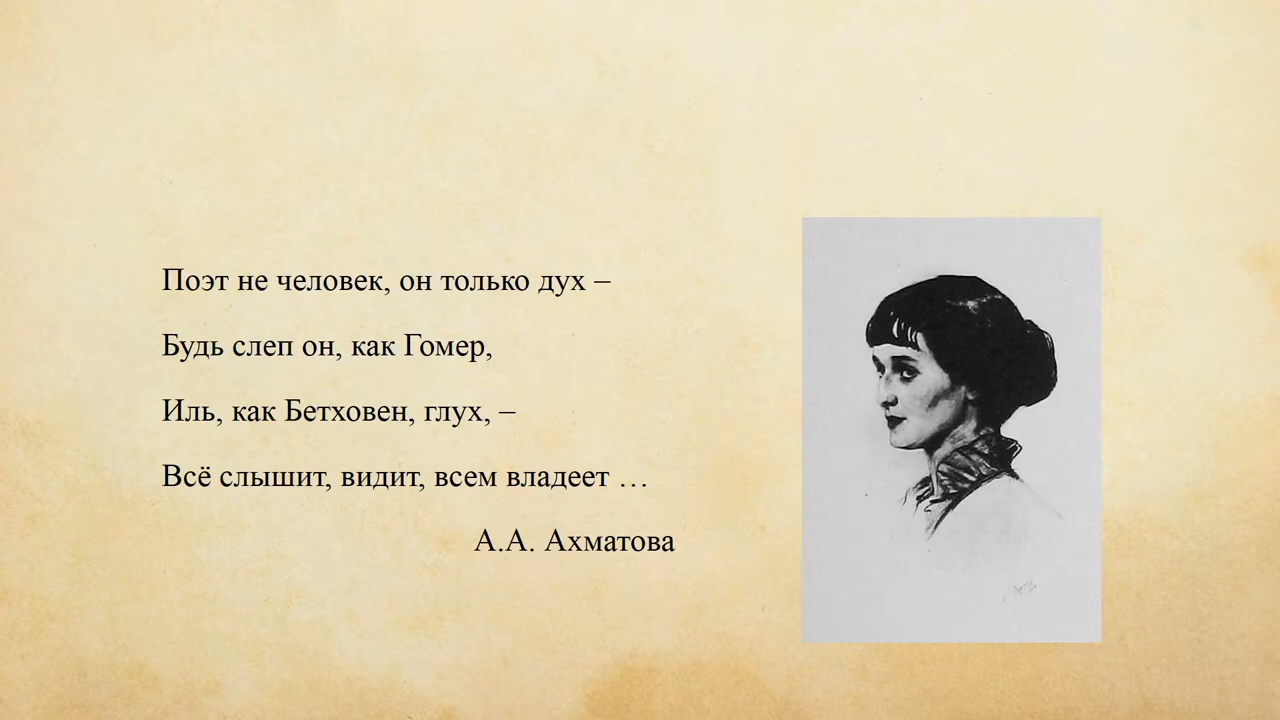 Поэт не человек, он только дух –
Будь слеп он, как Гомер,
Иль, как Бетховен, глух, –
Всё слышит, видит, всем владеет …
А.А. Ахматова